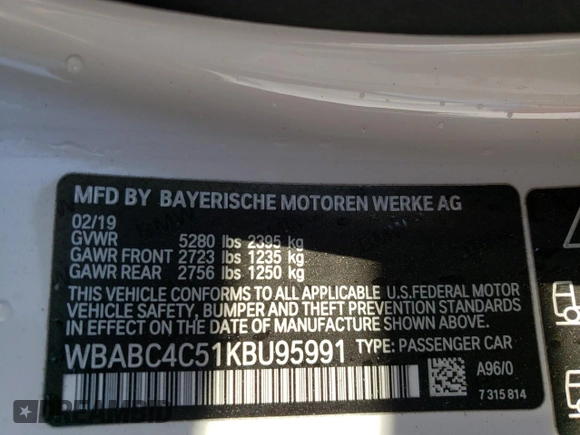 MFD BY BAYERISCHE MOTOREN WERKE AG
02/19
GVWR 5280 lbs 2395 kg
GAWR FRONT 2723 lbs 1235 kg
GAWR REAR 2756 lbs 1250 kg
THIS VEHICLE CONFORMS TO ALL APPLICABLE U.S.FEDERAL MOTOR
VEHICLE SAFETY, BUMPER AND THEFT PREVENTION STANDARDS
IN EFFECT ON THE DATE OF MANUFACTURE SHOWN ABOVE.
WBABC4C51KBU95991 TYPE: PASSENGER CAR
A96/0
7 315 814
DREAMBID